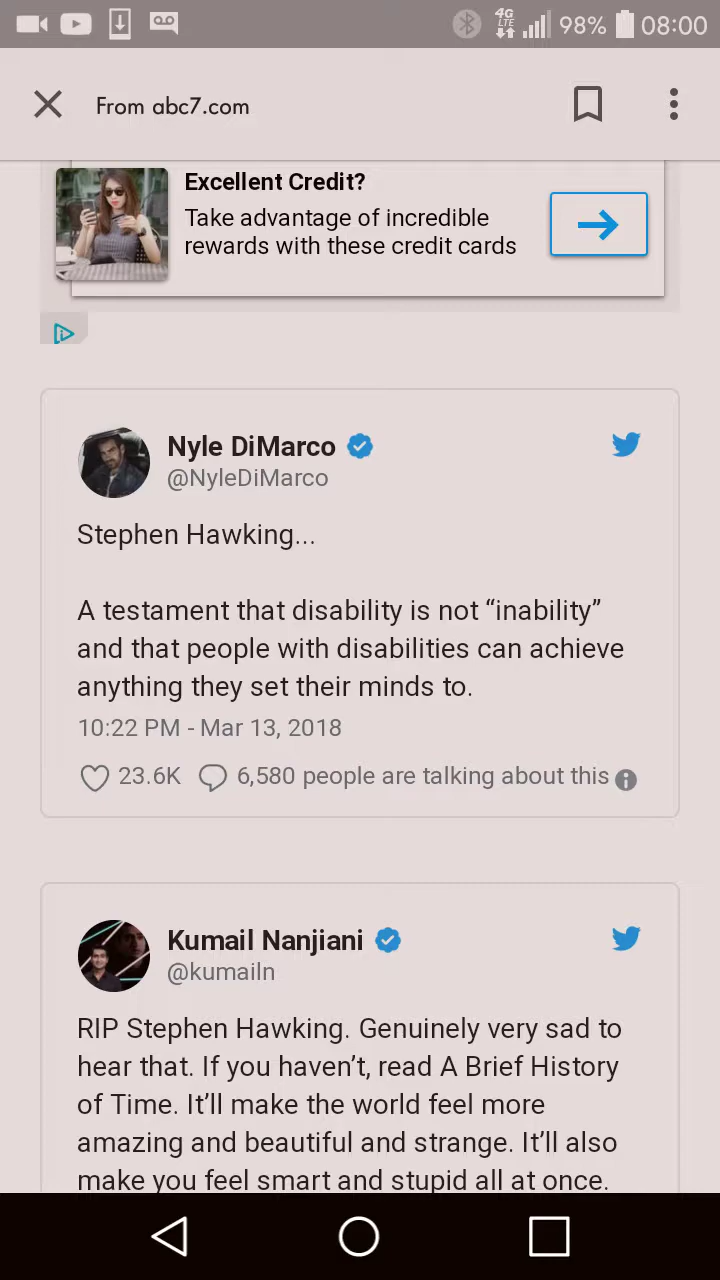 4G
LTE
98%
08:00
From abc7.com
Excellent Credit?
Take advantage of incredible
rewards with these credit cards
Nyle DiMarco
@NyleDiMarco
Stephen Hawking...
A testament that disability is not “inability”
and that people with disabilities can achieve
anything they set their minds to.
10:22 PM - Mar 13, 2018
23.6K 6,580 people are talking about this
Kumail Nanjiani
@kumailn
RIP Stephen Hawking. Genuinely very sad to
hear that. If you haven’t, read A Brief History
of Time. It’ll make the world feel more
amazing and beautiful and strange. It’ll also
make you feel smart and stupid all at once.